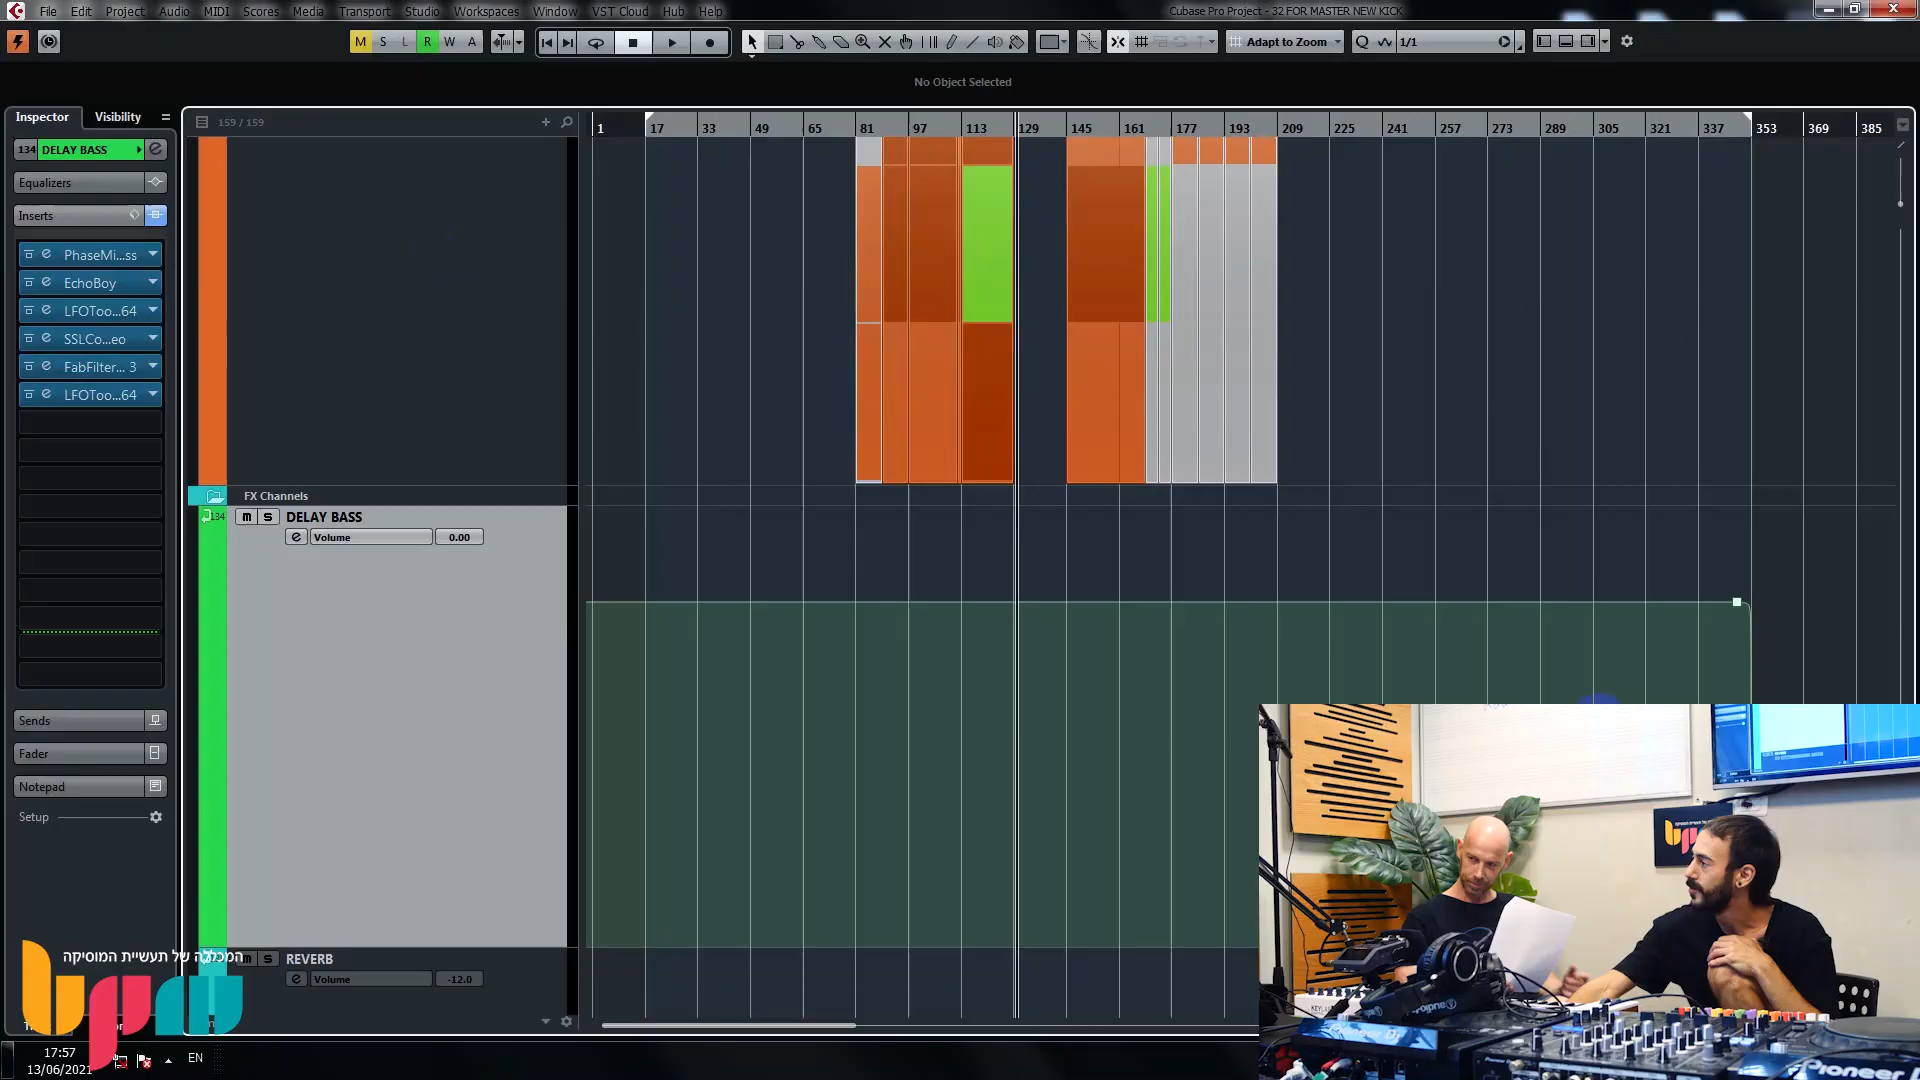 File Edit Project Audio MIDI Scores Media Transport Studio Workspaces Window VST Cloud Hub Help
Cubase Pro Project - 32 FOR MASTER NEW KICK
M S L R W A
Adapt to Zoom
Q 1/1
No Object Selected
Inspector Visibility
159 / 159
1 17 33 49 65 81 97 113 129 145 161 177 193 209 225 241 257 273 289 305 321 337 353 369 385
134 DELAY BASS
Equalizers
Inserts
PhaseMi...ss
EchoBoy
LFOToo...64
SSLCo...eo
FabFilter... 3
LFOToo...64
Sends
Fader
Notepad
Setup
FX Channels
134 m S DELAY BASS
Volume 0.00
m S REVERB
Volume -12.0
המכללה של תעשיית המוסיקה
bpm
17:57
13/06/2021
EN
Pioneer DJ
Pioneer